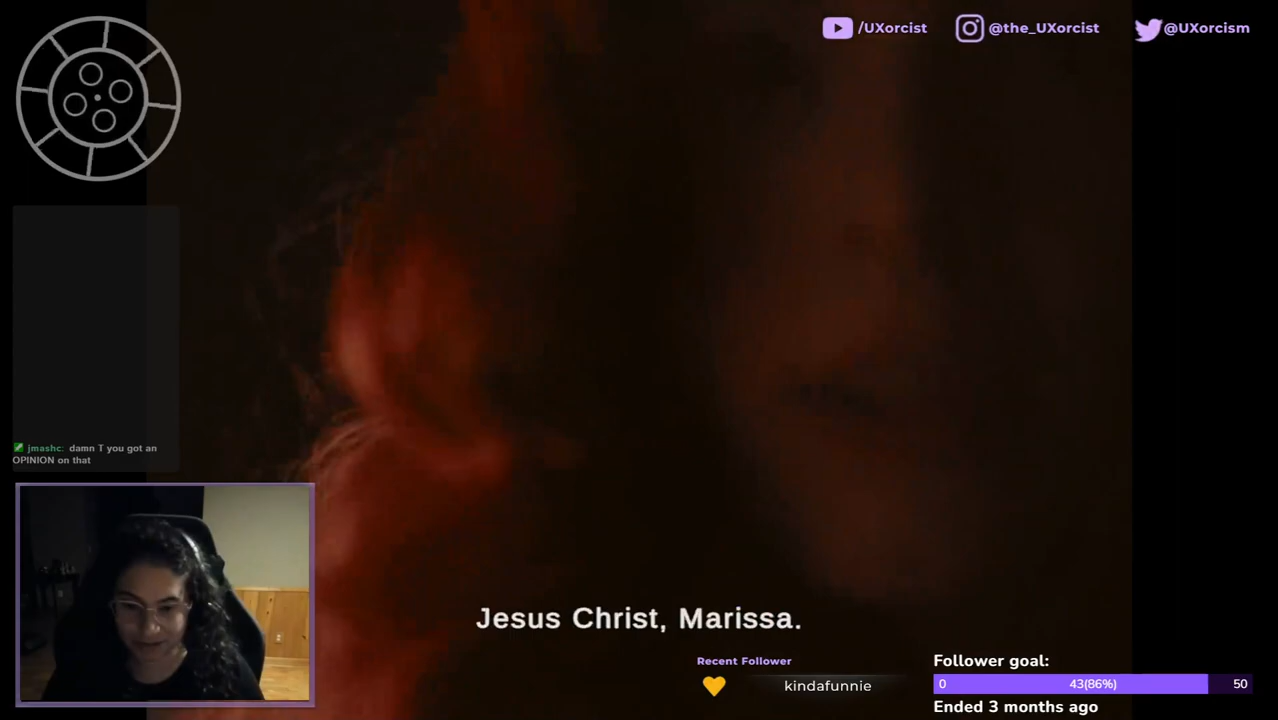 /UXorcist
@the_UXorcist
@UXorcism
jmashc: damn T you got an
OPINION on that
Jesus Christ, Marissa.
Recent Follower
kindafunnie
Follower goal:
0
43(86%)
50
Ended 3 months ago